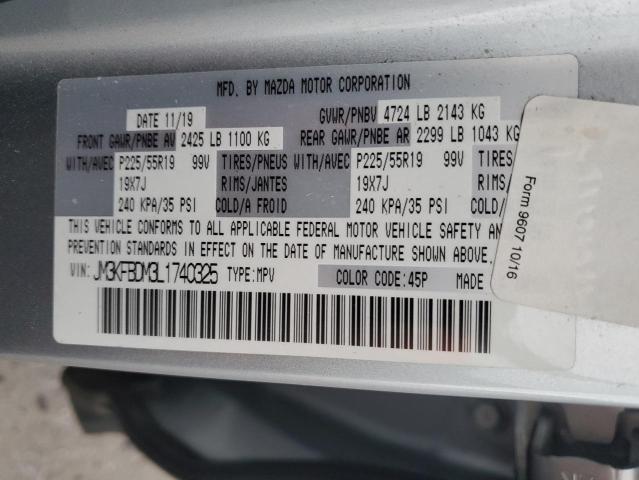 MFD. BY MAZDA MOTOR CORPORATION
DATE 11/19 GVWR/PNBV 4724 LB 2143 KG
FRONT GAWR/PNBE AV 2425 LB 1100 KG REAR GAWR/PNBE AR 2299 LB 1043 KG
WITH/AVEC P225/55R19 99V TIRES/PNEUS WITH/AVEC P225/55R19 99V TIRES/
19X7J RIMS/JANTES 19X7J RIMS/
240 KPA/35 PSI COLD/A FROID 240 KPA/35 PSI COLD/
THIS VEHICLE CONFORMS TO ALL APPLICABLE FEDERAL MOTOR VEHICLE SAFETY AN
PREVENTION STANDARDS IN EFFECT ON THE DATE OF MANUFACTURE SHOWN ABOVE.
VIN: JM3KFBDM3L1740325 TYPE:MPV COLOR CODE:45P MADE
Form 9607 10/16